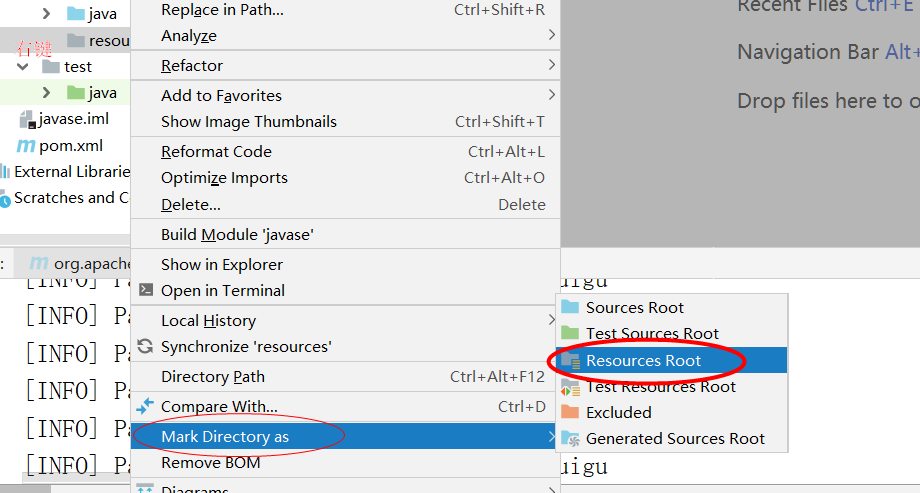 java
resou
右键
test
java
javase.iml
pom.xml
External Librarie
Scratches and C
org.apache
Replace in Path... Ctrl+Shift+R
Analyze
Refactor
Add to Favorites
Show Image Thumbnails Ctrl+Shift+T
Reformat Code Ctrl+Alt+L
Optimize Imports Ctrl+Alt+O
Delete... Delete
Build Module 'javase'
Show in Explorer
Open in Terminal
Local History
Synchronize 'resources'
Directory Path Ctrl+Alt+F12
Compare With... Ctrl+D
Mark Directory as
Remove BOM
Diagrams
Sources Root
Test Sources Root
Resources Root
Test Resources Root
Excluded
Generated Sources Root
Recent Files Ctrl+E
Navigation Bar Alt+
Drop files here to o
[INFO] Pa uigu
[INFO] Pa
[INFO] Pa
[INFO] Pa
[INFO] Pa
[INFO] Pa uigu